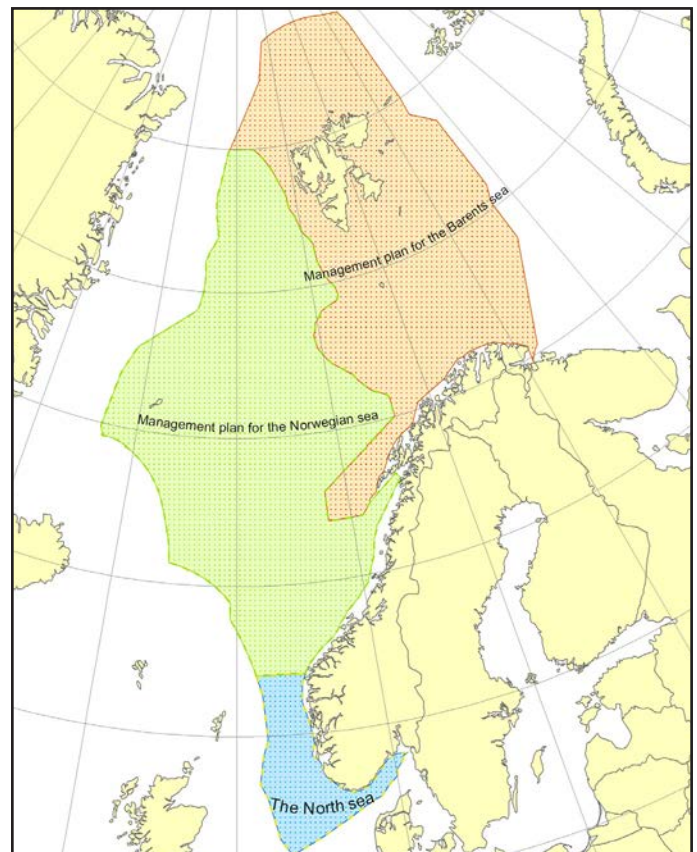 Management plan for the Barents sea
Management plan for the Norwegian sea
The North sea